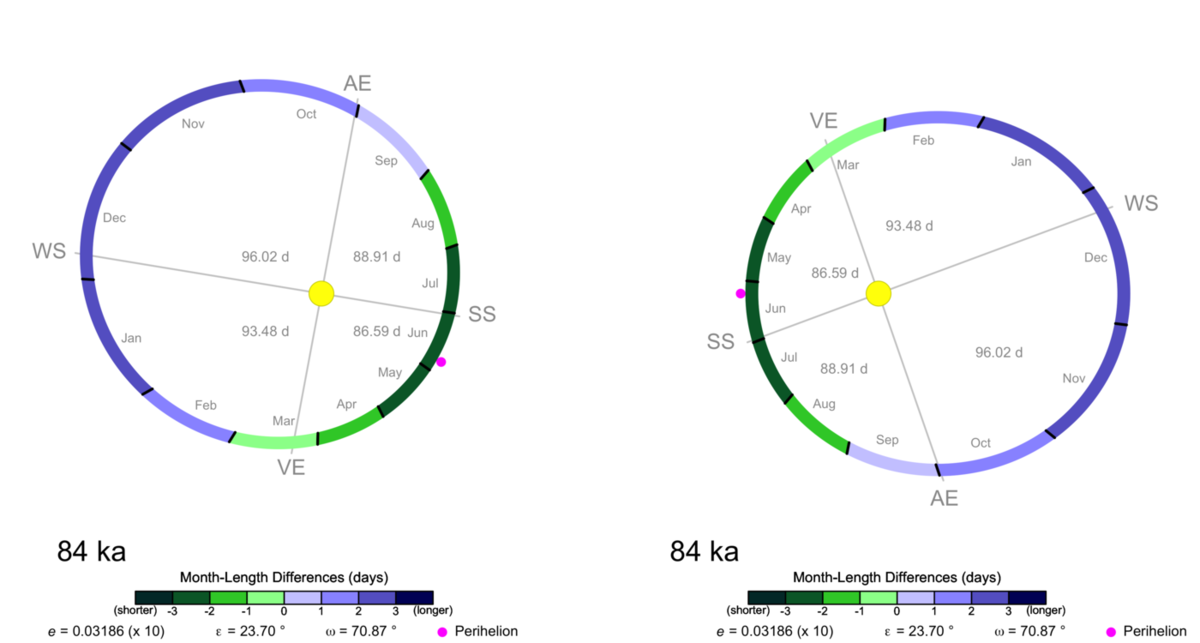 AE
Oct
Nov
Sep
Dec
Aug
WS
96.02 d
88.91 d
Jul
SS
93.48 d
86.59 d
Jun
Jan
May
Feb
Apr
Mar
VE
84 ka
Month-Length Differences (days)
(shorter) -3 -2 -1 0 1 2 3 (longer)
e = 0.03186 (x 10) ε = 23.70 ° ω = 70.87 ° Perihelion
VE
Feb
Mar
Jan
Apr
WS
93.48 d
May
Dec
86.59 d
Jun
SS
Jul
96.02 d
88.91 d
Nov
Aug
Sep
Oct
AE
84 ka
Month-Length Differences (days)
(shorter) -3 -2 -1 0 1 2 3 (longer)
e = 0.03186 (x 10) ε = 23.70 ° ω = 70.87 ° Perihelion